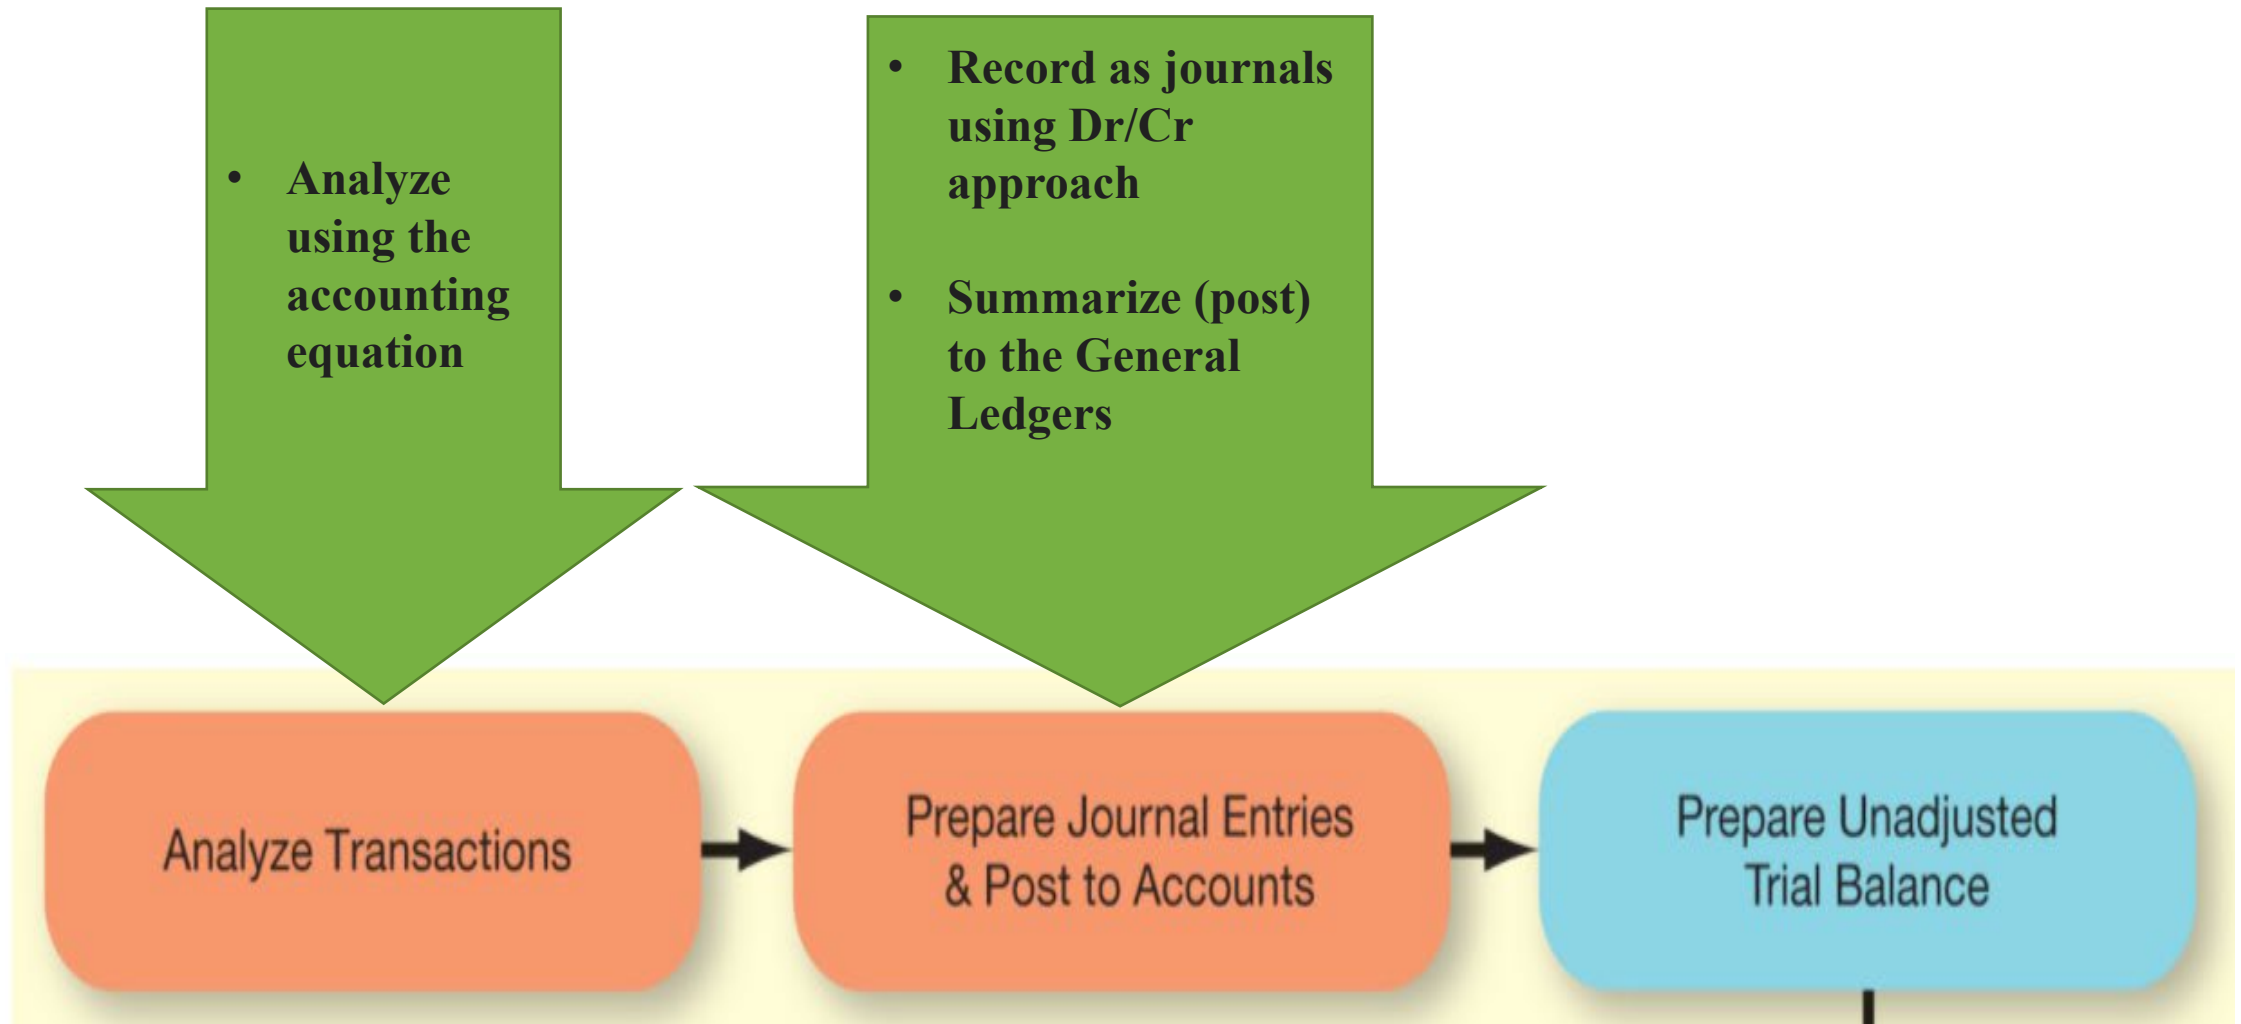 • Analyze
using the
accounting
equation
• Record as journals
using Dr/Cr
approach
• Summarize (post)
to the General
Ledgers
Analyze Transactions
Prepare Journal Entries
& Post to Accounts
Prepare Unadjusted
Trial Balance